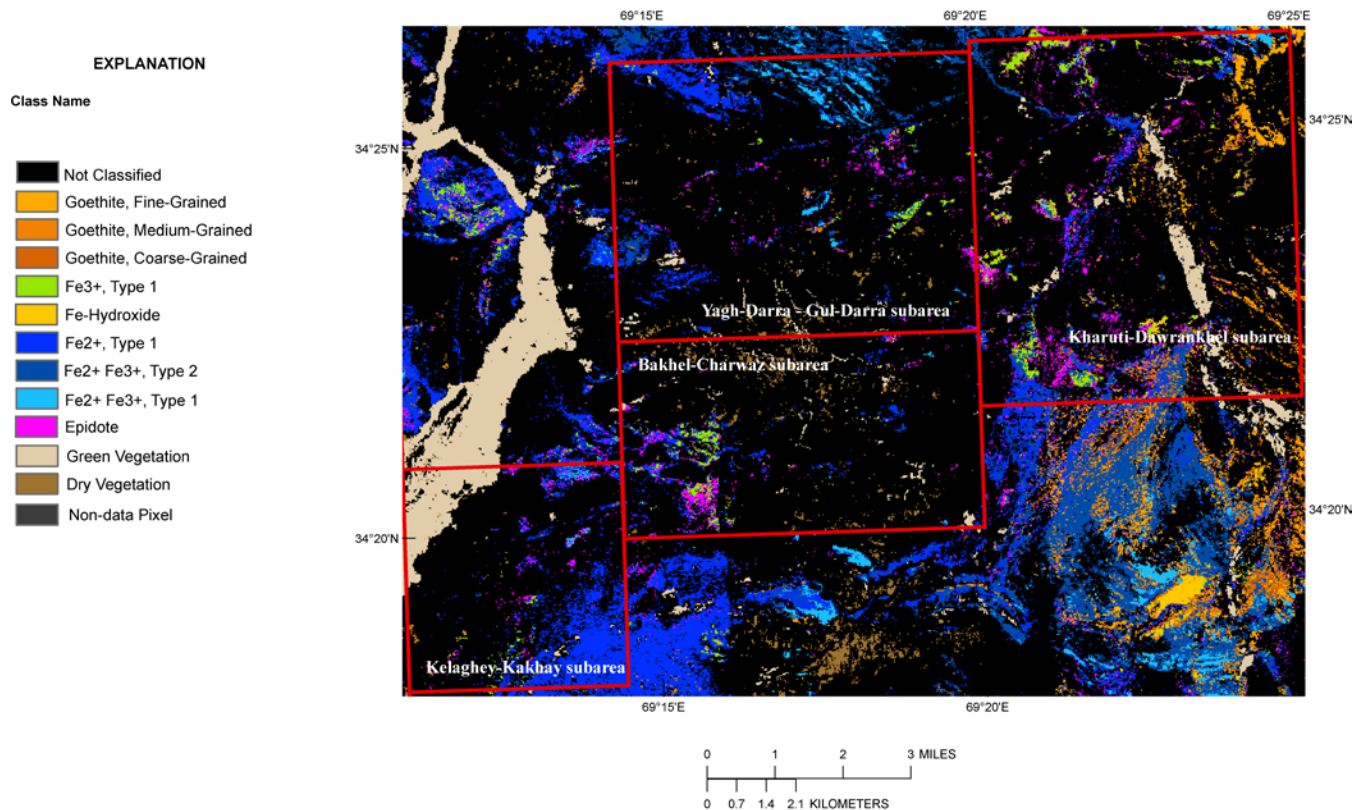 69°15'E 69°20'E 69°25'E
EXPLANATION
Class Name
Not Classified
Goethite, Fine-Grained
Goethite, Medium-Grained
Goethite, Coarse-Grained
Fe3+, Type 1
Fe-Hydroxide
Fe2+, Type 1
Fe2+ Fe3+, Type 2
Fe2+ Fe3+, Type 1
Epidote
Green Vegetation
Dry Vegetation
Non-data Pixel
34°25'N
34°25'N
Yagh-Darra - Gul-Darra subarea
Kharuti-Dawrankhel subarea
Bakhel-Charwaz subarea
34°20'N
34°20'N
Kelaghey-Kakhay subarea
69°15'E 69°20'E
0 1 2 3 MILES
0 0.7 1.4 2.1 KILOMETERS